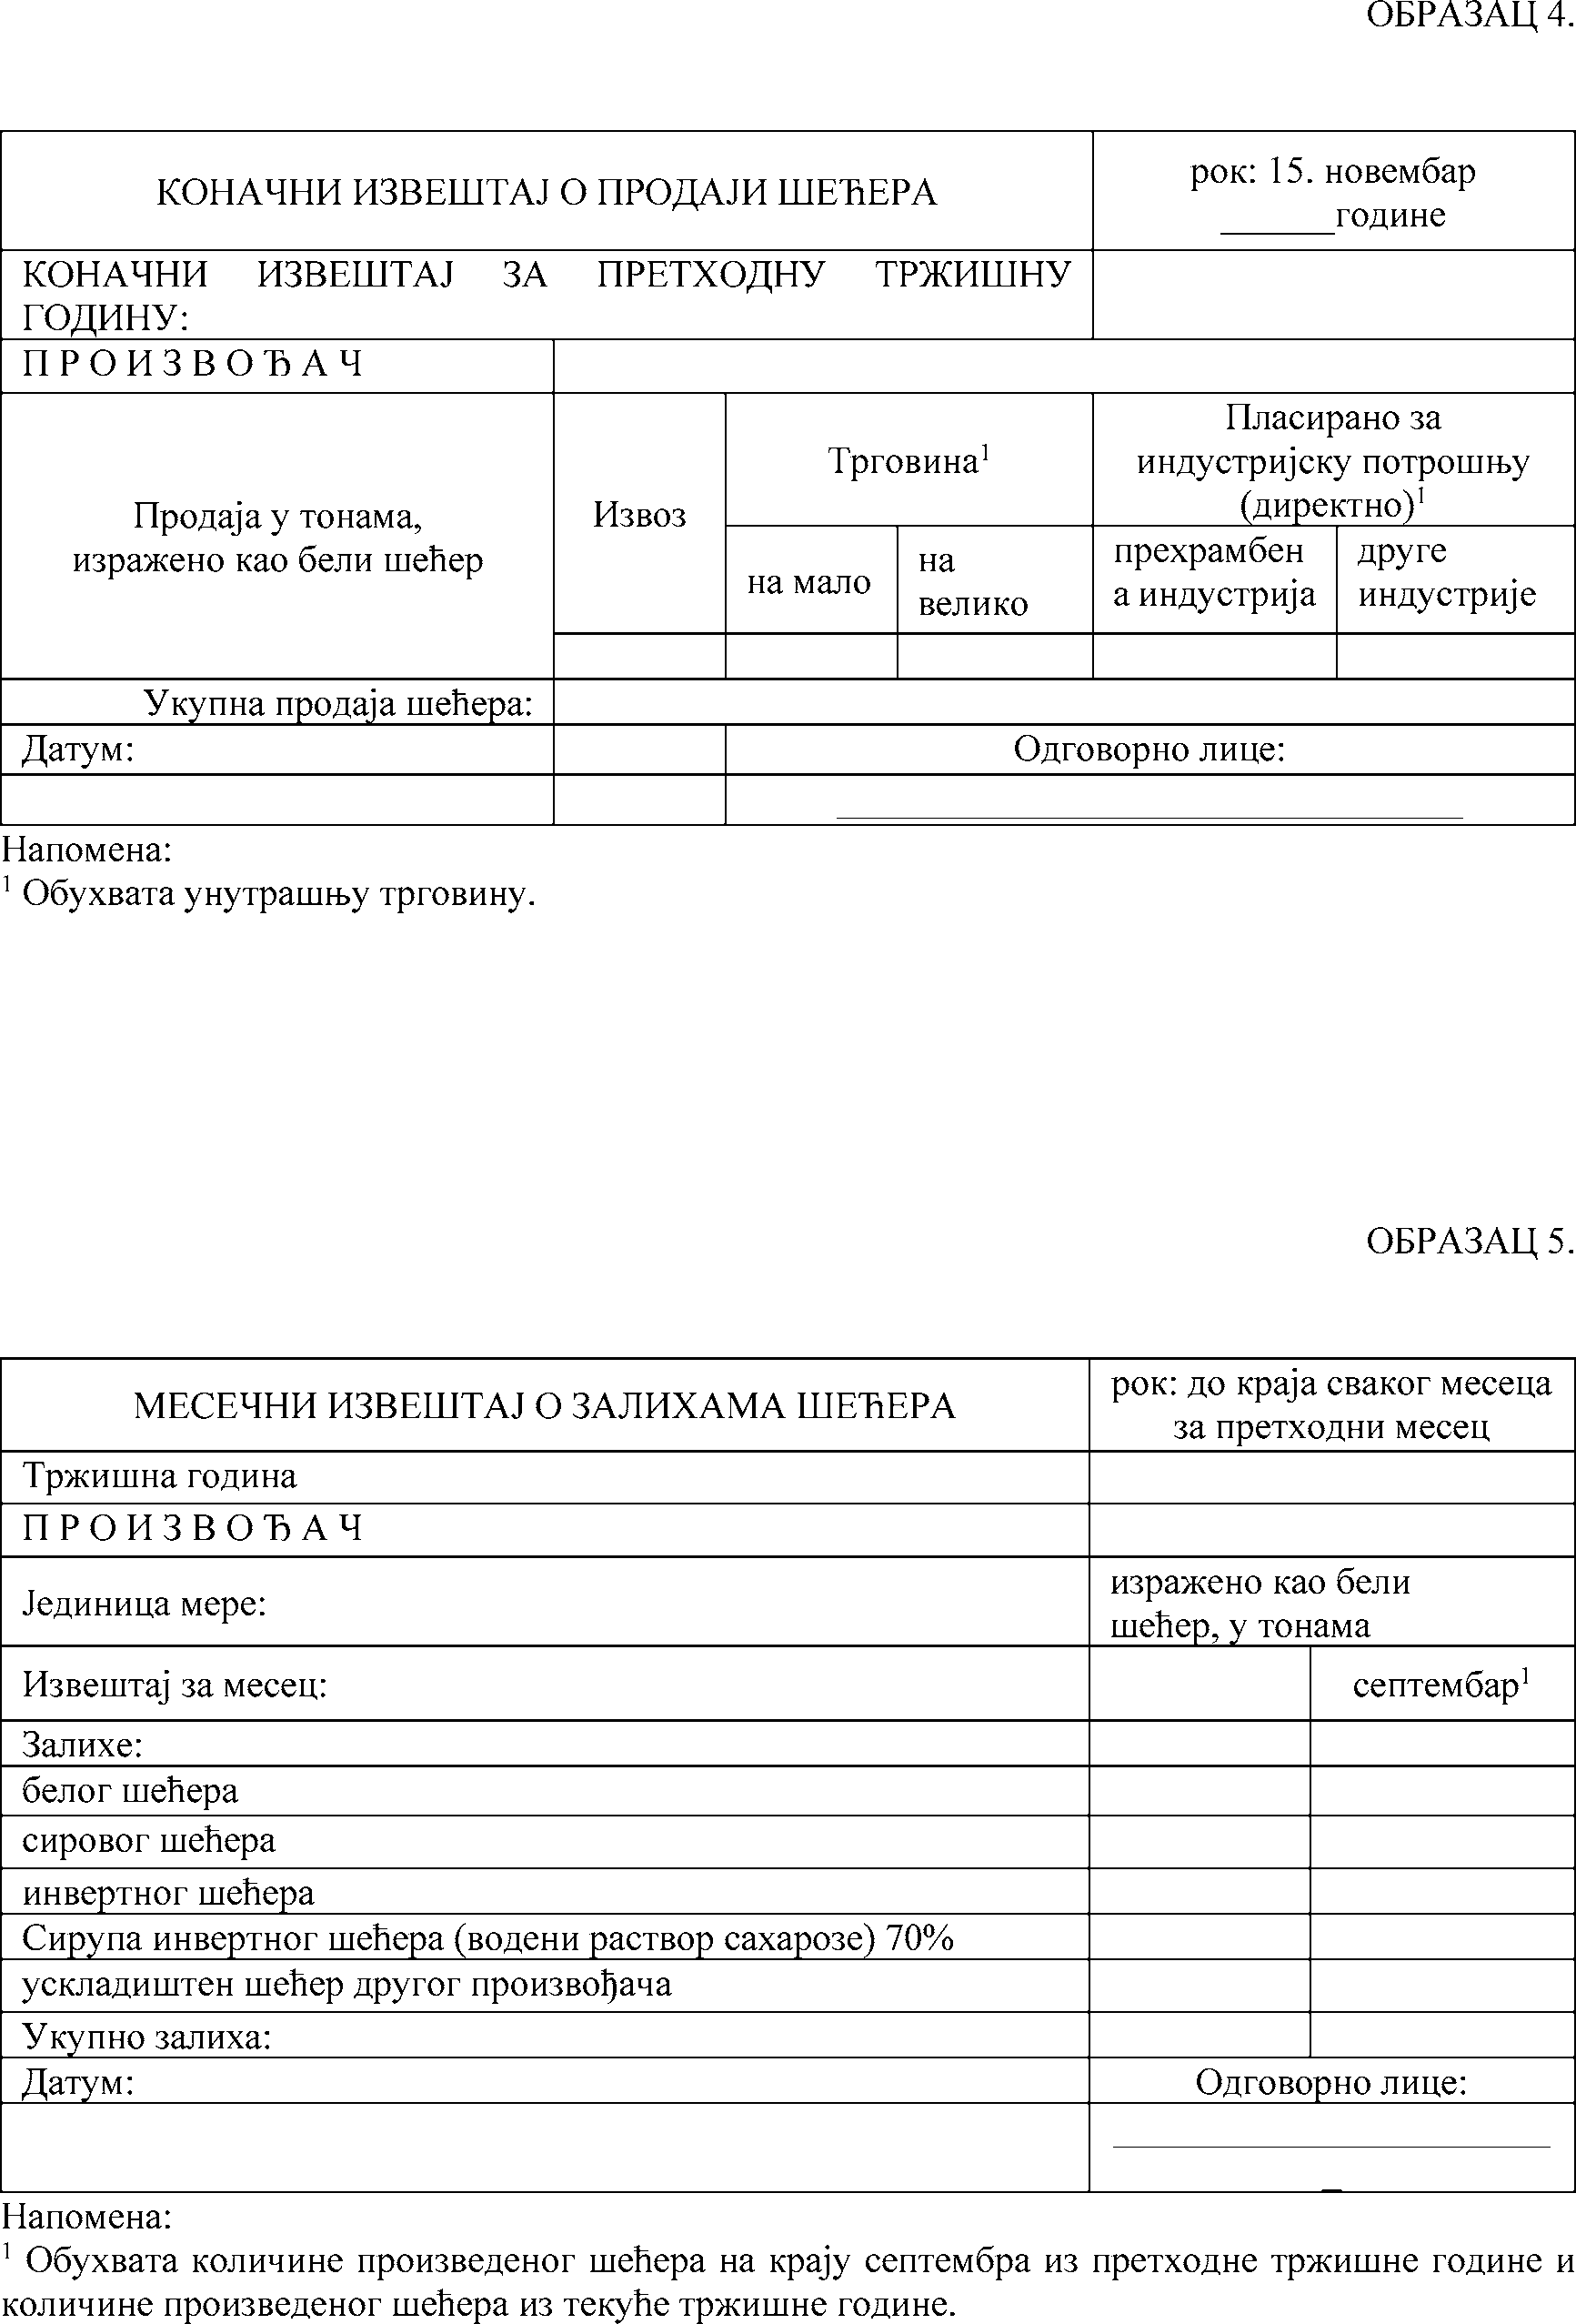 ОБРАЗАЦ 4.
КОНАЧНИ ИЗВЕШТАЈ О ПРОДАЈИ ШЕЋЕРА
рок: 15. новембар
______године
КОНАЧНИ ИЗВЕШТАЈ ЗА ПРЕТХОДНУ ТРЖИШНУ
ГОДИНУ:
П Р О И З В О Ђ А Ч
Продаја у тонама,
изражено као бели шећер
Извоз
Трговина¹
Пласирано за
индустријску потрошњу
(директно)¹
на мало
на
велико
прехрамбен
а индустрија
друге
индустрије
Укупна продаја шећера:
Датум:
Одговорно лице:
Напомена:
¹ Обухвата унутрашњу трговину.
ОБРАЗАЦ 5.
МЕСЕЧНИ ИЗВЕШТАЈ О ЗАЛИХАМА ШЕЋЕРА
рок: до краја сваког месеца
за претходни месец
Тржишна година
П Р О И З В О Ђ А Ч
Јединица мере:
изражено као бели
шећер, у тонама
Извештај за месец:
септембар¹
Залихе:
белог шећера
сировог шећера
инвертног шећера
Сирупа инвертног шећера (водени раствор сахарозе) 70%
ускладиштен шећер другог произвођача
Укупно залиха:
Датум:
Одговорно лице:
Напомена:
¹ Обухвата количине произведеног шећера на крају септембра из претходне тржишне године и
количине произведеног шећера из текуће тржишне године.